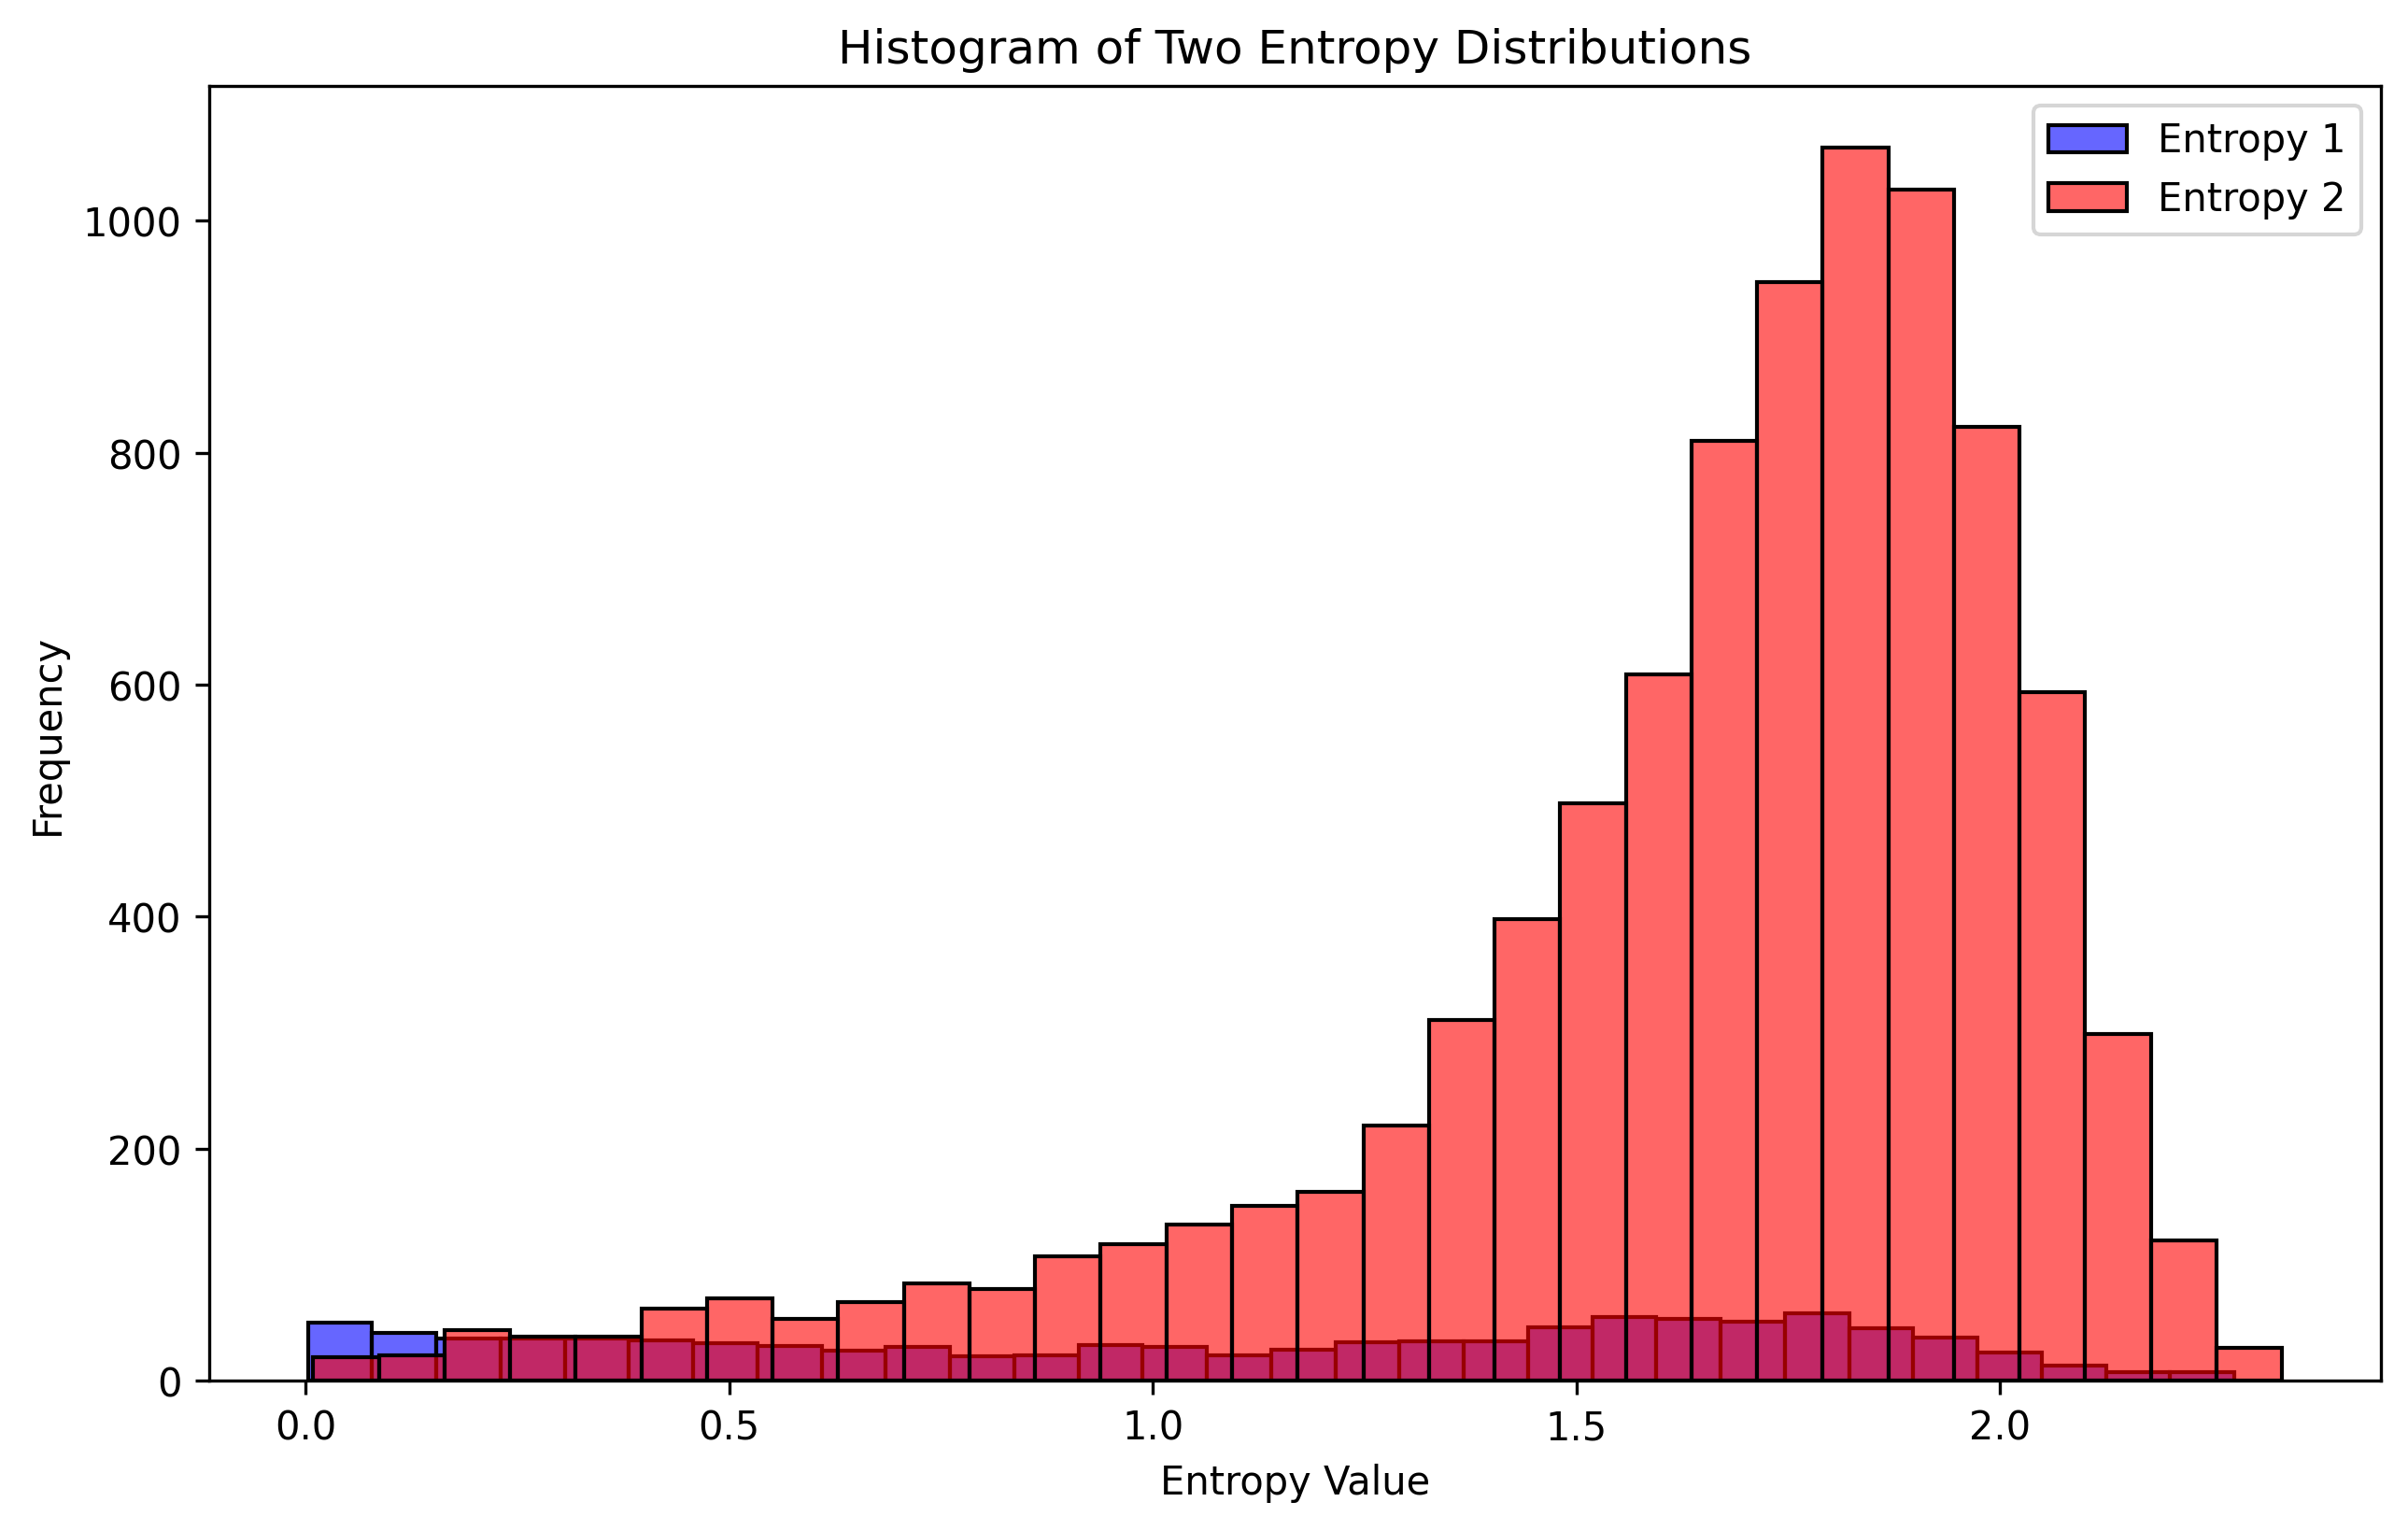 Histogram of Two Entropy Distributions
Entropy 1
Entropy 2
Frequency
1000
800
600
400
200
0
0.0 0.5 1.0 1.5 2.0
Entropy Value